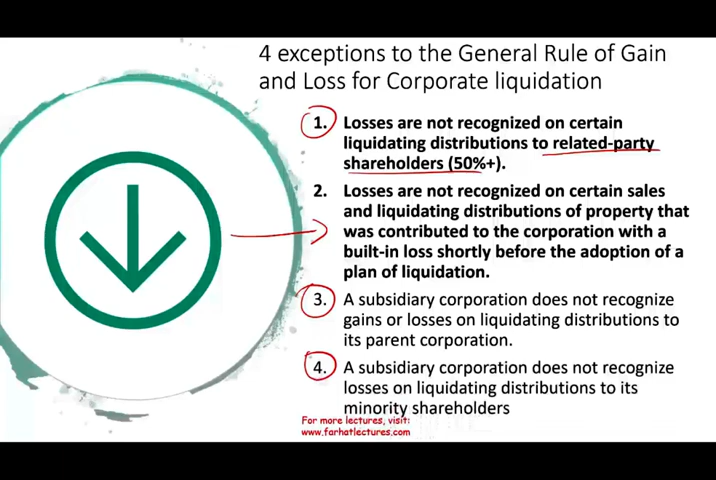 4 exceptions to the General Rule of Gain
and Loss for Corporate liquidation
1. Losses are not recognized on certain
liquidating distributions to related-party
shareholders (50%+).
2. Losses are not recognized on certain sales
and liquidating distributions of property that
was contributed to the corporation with a
built-in loss shortly before the adoption of a
plan of liquidation.
3. A subsidiary corporation does not recognize
gains or losses on liquidating distributions to
its parent corporation.
4. A subsidiary corporation does not recognize
losses on liquidating distributions to its
minority shareholders
For more lectures, visit:
www.farhatlectures.com